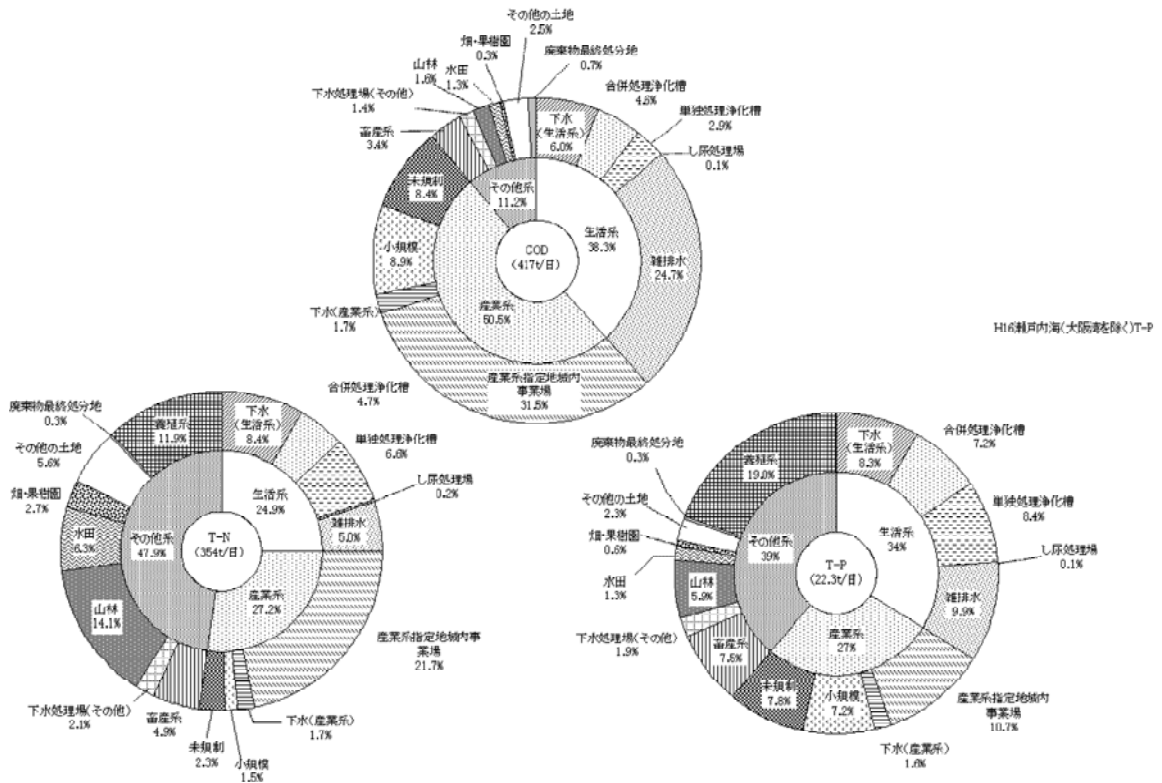 その他の土地
2.5%
畑・果樹園
0.3%
廃棄物最終処分地
0.7%
山林
1.6%
水田
1.3%
合併処理浄化槽
4.6%
下水処理場(その他)
1.4%
下水
(生活系)
6.0%
単独処理浄化槽
2.9%
畜産系
3.4%
し尿処理場
0.1%
未規制
8.4%
その他系
11.2%
生活系
38.3%
小規模
8.9%
COD
(417t/日)
雑排水
24.7%
産業系
50.5%
下水(産業系)
1.7%
産業系指定地域内
事業場
31.5%
H16瀬戸内海(大阪湾を除く)T-P
合併処理浄化槽
4.7%
廃棄物最終処分地
0.3%
養殖系
11.9%
下水
(生活系)
8.4%
単独処理浄化槽
6.6%
その他の土地
5.6%
し尿処理場
0.2%
畑・果樹園
2.7%
生活系
24.9%
雑排水
5.0%
水田
6.3%
その他系
47.9%
T-N
(354t/日)
産業系
27.2%
山林
14.1%
産業系指定地域内事
業場
21.7%
下水処理場(その他)
2.1%
畜産系
4.9%
未規制
2.3%
小規模
1.5%
下水(産業系)
1.7%
廃棄物最終処分地
0.3%
養殖系
19.0%
下水
(生活系)
8.3%
合併処理浄化槽
7.2%
その他の土地
2.3%
単独処理浄化槽
8.4%
畑・果樹園
0.6%
その他系
39%
生活系
34%
し尿処理場
0.1%
水田
1.3%
山林
5.9%
T-P
(22.3t/日)
雑排水
9.9%
下水処理場(その他)
1.9%
畜産系
7.8%
産業系
27%
未規制
7.8%
小規模
7.2%
産業系指定地域内
事業場
10.7%
下水(産業系)
1.6%